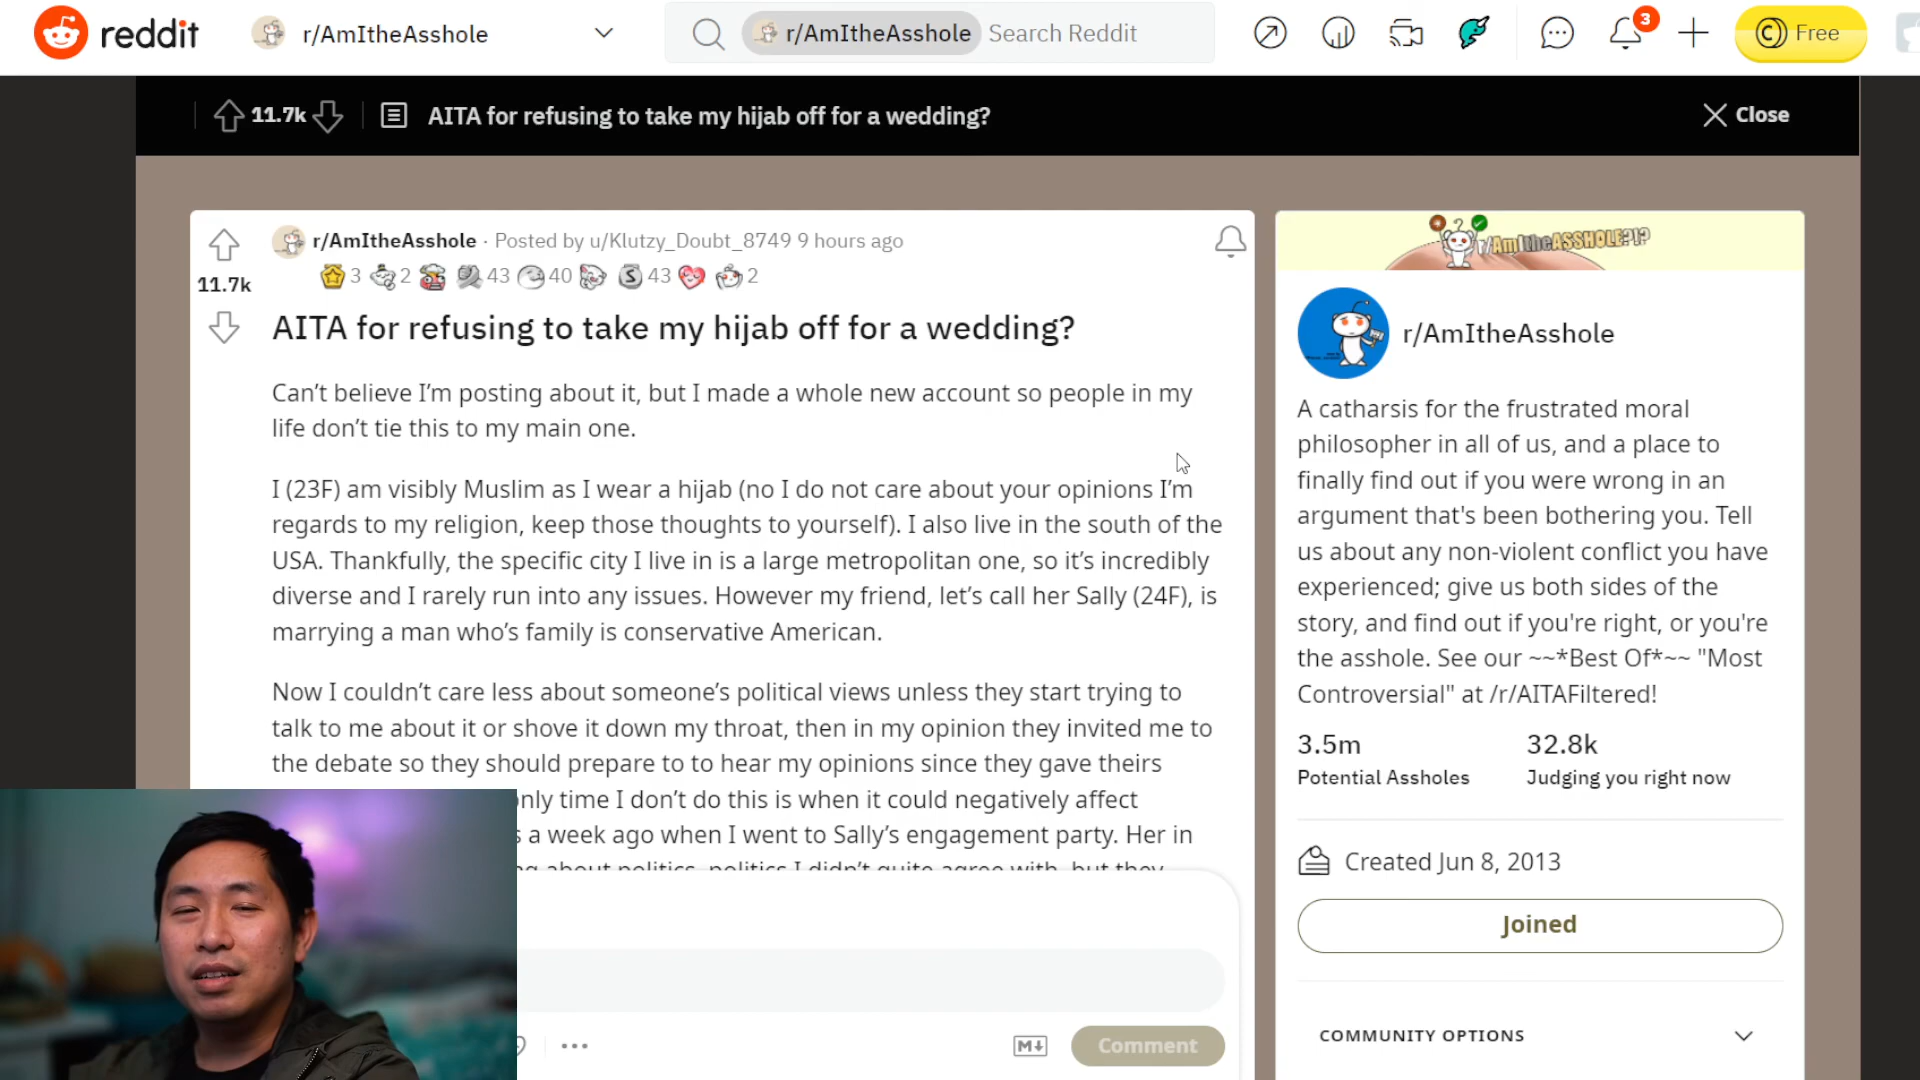 reddit r/AmItheAsshole r/AmItheAsshole Search Reddit 3 Free
11.7k AITA for refusing to take my hijab off for a wedding? Close
r/AmItheAsshole · Posted by u/Klutzy_Doubt_8749 9 hours ago
3 2 43 40 43 2
11.7k
AITA for refusing to take my hijab off for a wedding?
Can't believe I'm posting about it, but I made a whole new account so people in my
life don't tie this to my main one.
I (23F) am visibly Muslim as I wear a hijab (no I do not care about your opinions I'm
regards to my religion, keep those thoughts to yourself). I also live in the south of the
USA. Thankfully, the specific city I live in is a large metropolitan one, so it's incredibly
diverse and I rarely run into any issues. However my friend, let's call her Sally (24F), is
marrying a man who's family is conservative American.
Now I couldn't care less about someone's political views unless they start trying to
talk to me about it or shove it down my throat, then in my opinion they invited me to
the debate so they should prepare to to hear my opinions since they gave theirs
only time I don't do this is when it could negatively affect
s a week ago when I went to Sally's engagement party. Her in
about politics, politics I didn't quite agree with, but they
M↓ Comment
r/AmItheASSHOLE?!?
r/AmItheAsshole
A catharsis for the frustrated moral
philosopher in all of us, and a place to
finally find out if you were wrong in an
argument that's been bothering you. Tell
us about any non-violent conflict you have
experienced; give us both sides of the
story, and find out if you're right, or you're
the asshole. See our ~~*Best Of*~~ "Most
Controversial" at /r/AITAFiltered!
3.5m 32.8k
Potential Assholes Judging you right now
Created Jun 8, 2013
Joined
COMMUNITY OPTIONS